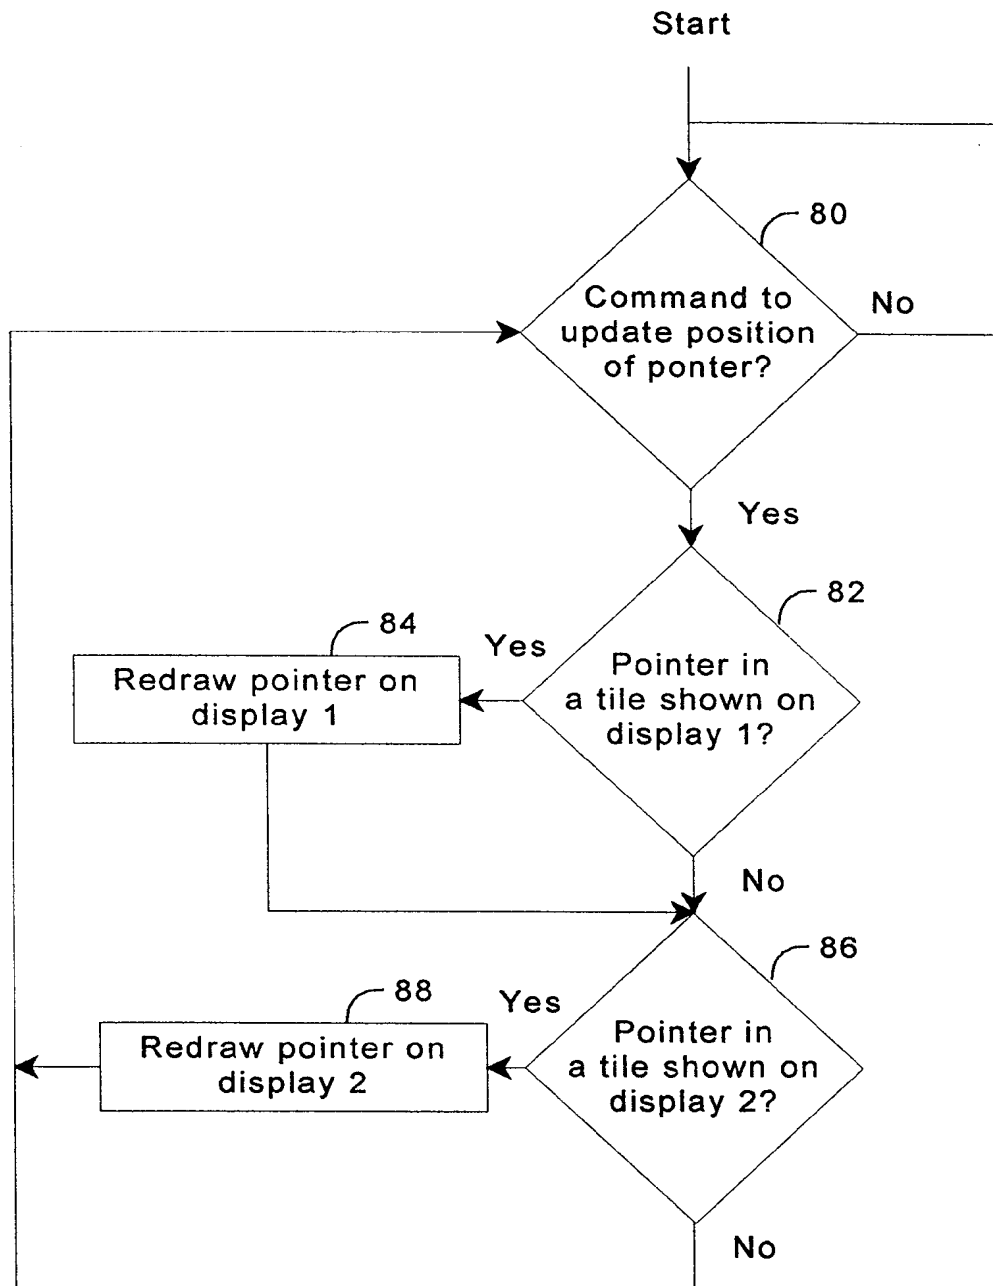 Start
80
Command to
update position
of ponter?
No
Yes
82
84
Yes
Pointer in
a tile shown on
display 1?
Redraw pointer on
display 1
No
86
88
Yes
Pointer in
a tile shown on
display 2?
Redraw pointer on
display 2
No